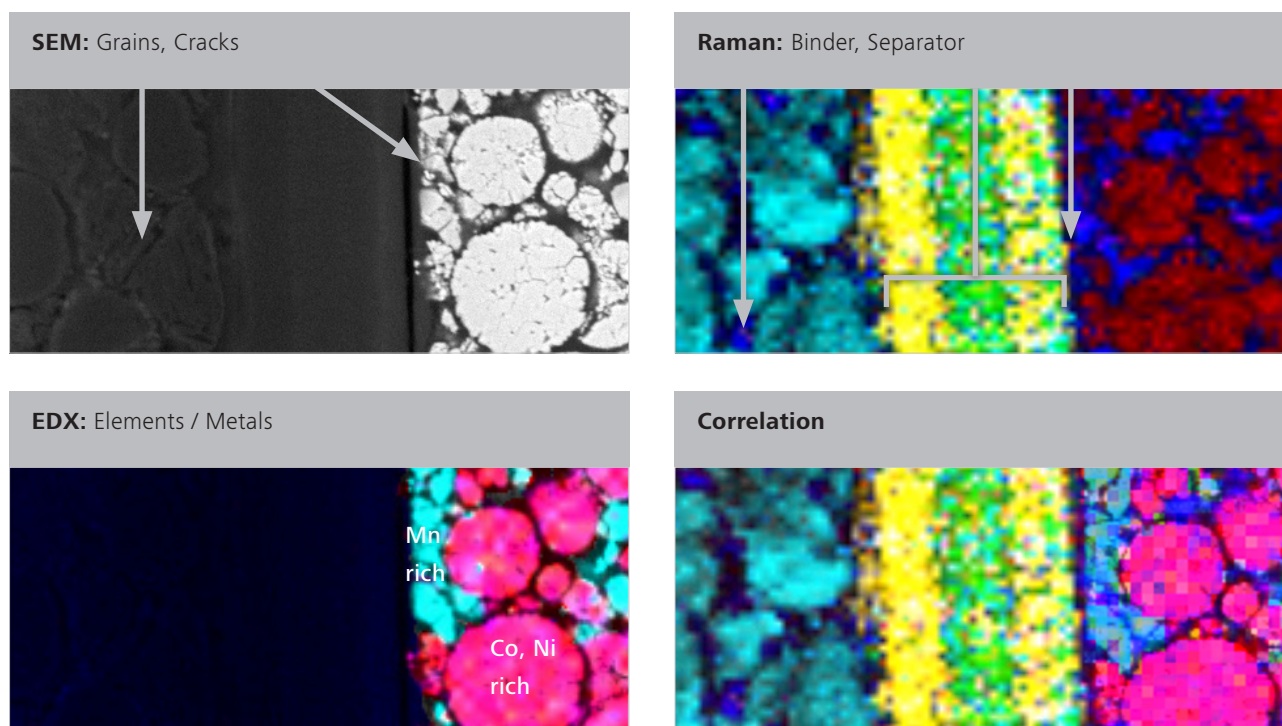 SEM: Grains, Cracks
Raman: Binder, Separator
EDX: Elements / Metals
Correlation
Mn
rich
Co, Ni
rich